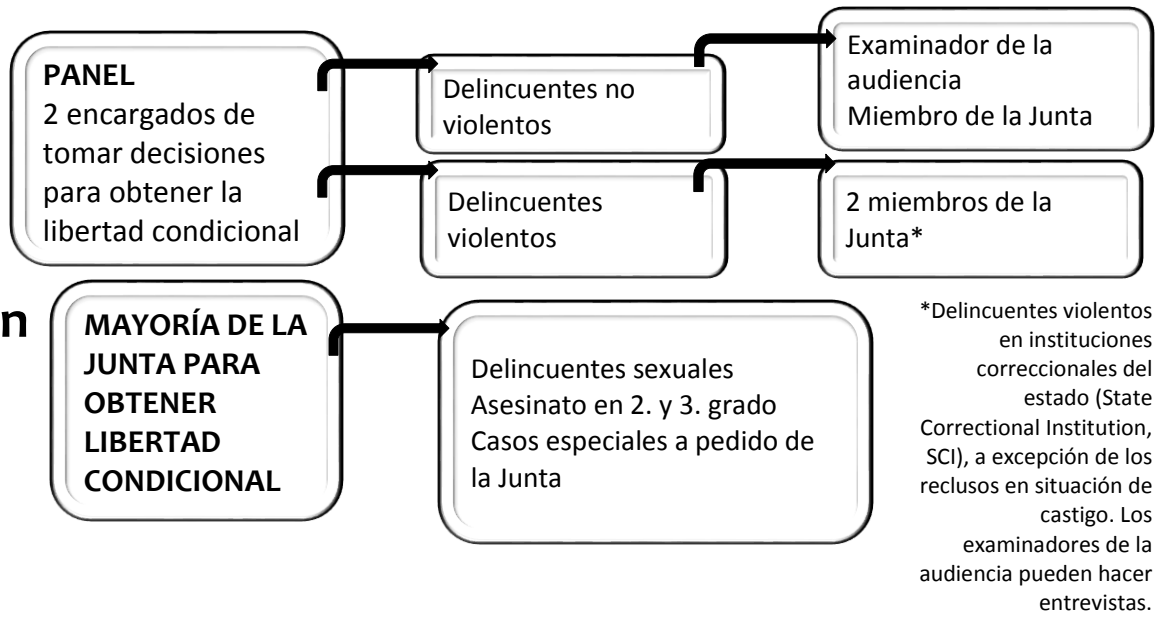 PANEL
2 encargados de
tomar decisiones
para obtener la
libertad condicional
Delincuentes no
violentos
Examinador de la
audiencia
Miembro de la Junta
Delincuentes
violentos
2 miembros de la
Junta*
n
MAYORÍA DE LA
JUNTA PARA
OBTENER
LIBERTAD
CONDICIONAL
Delincuentes sexuales
Asesinato en 2. y 3. grado
Casos especiales a pedido de
la Junta
*Delincuentes violentos
en instituciones
correccionales del
estado (State
Correctional Institution,
SCI), a excepción de los
reclusos en situación de
castigo. Los
examinadores de la
audiencia pueden hacer
entrevistas.